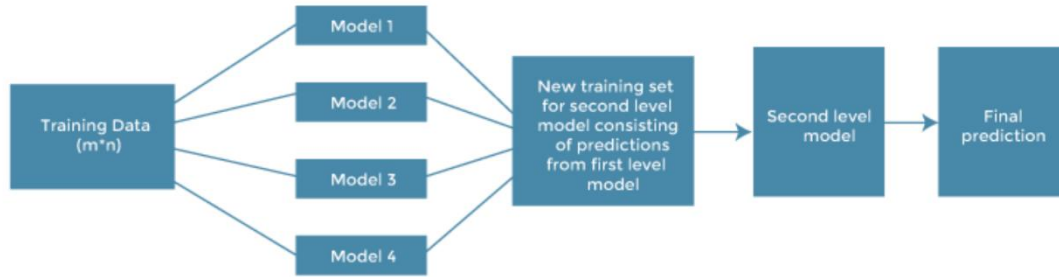 Training Data
(m*n)
Model 1
Model 2
Model 3
Model 4
New training set
for second level
model consisting
of predictions
from first level
model
Second level
model
Final
prediction